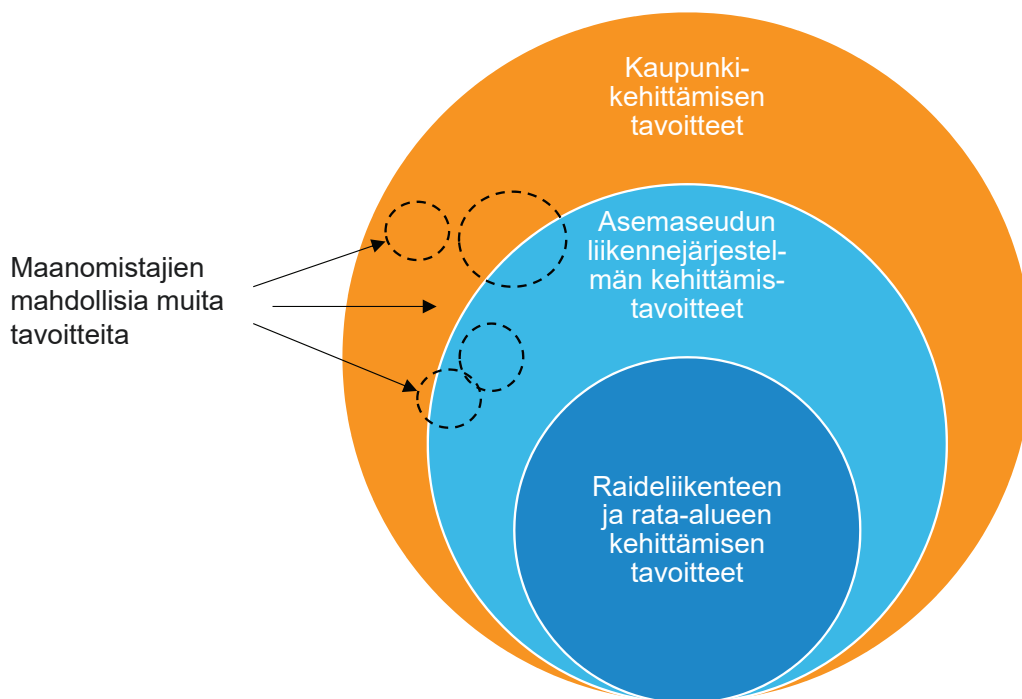 Kaupunki-
kehittämisen
tavoitteet
Asemaseudun
liikennejärjestel-
män kehittämis-
tavoitteet
Maanomistajien
mahdollisia muita
tavoitteita
Raideliikenteen
ja rata-alueen
kehittämisen
tavoitteet